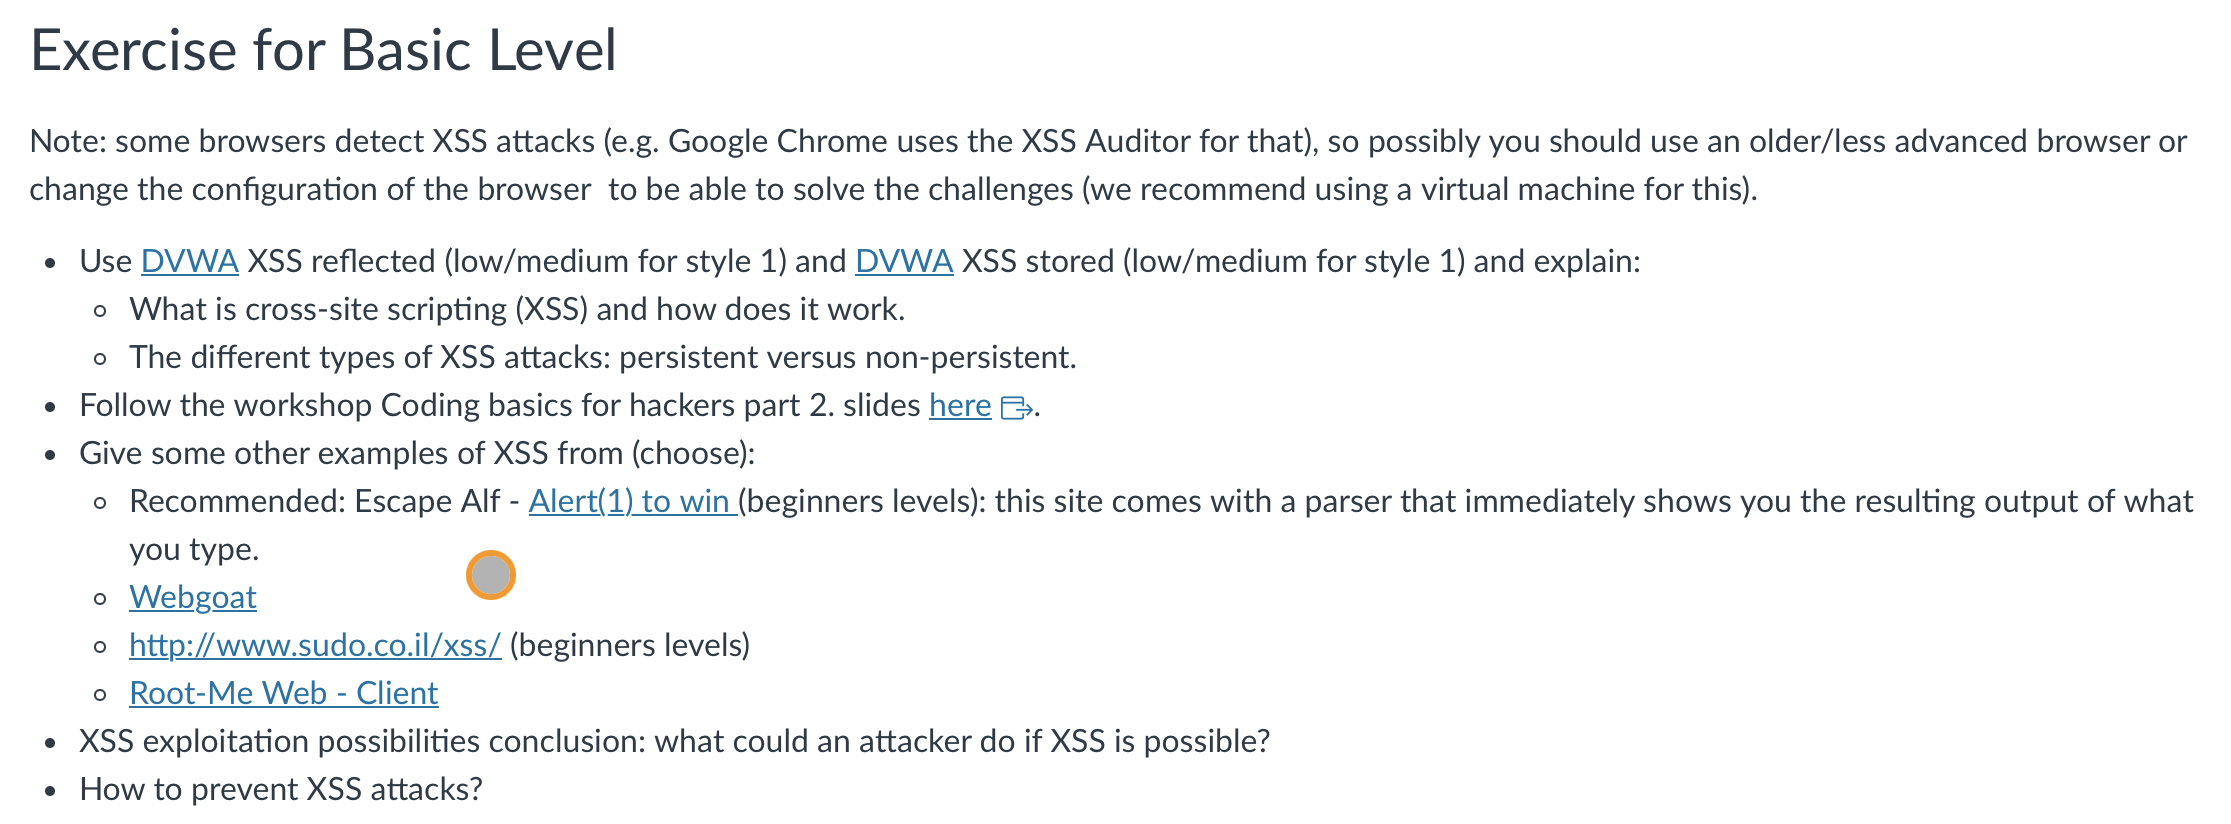 Exercise for Basic Level
Note: some browsers detect XSS attacks (e.g. Google Chrome uses the XSS Auditor for that), so possibly you should use an older/less advanced browser or
change the configuration of the browser  to be able to solve the challenges (we recommend using a virtual machine for this).
Use DVWA XSS reflected (low/medium for style 1) and DVWA XSS stored (low/medium for style 1) and explain:
What is cross-site scripting (XSS) and how does it work.
The different types of XSS attacks: persistent versus non-persistent.
Follow the workshop Coding basics for hackers part 2. slides here.
Give some other examples of XSS from (choose):
Recommended: Escape Alf - Alert(1) to win (beginners levels): this site comes with a parser that immediately shows you the resulting output of what
you type.
Webgoat
http://www.sudo.co.il/xss/ (beginners levels)
Root-Me Web - Client
XSS exploitation possibilities conclusion: what could an attacker do if XSS is possible?
How to prevent XSS attacks?